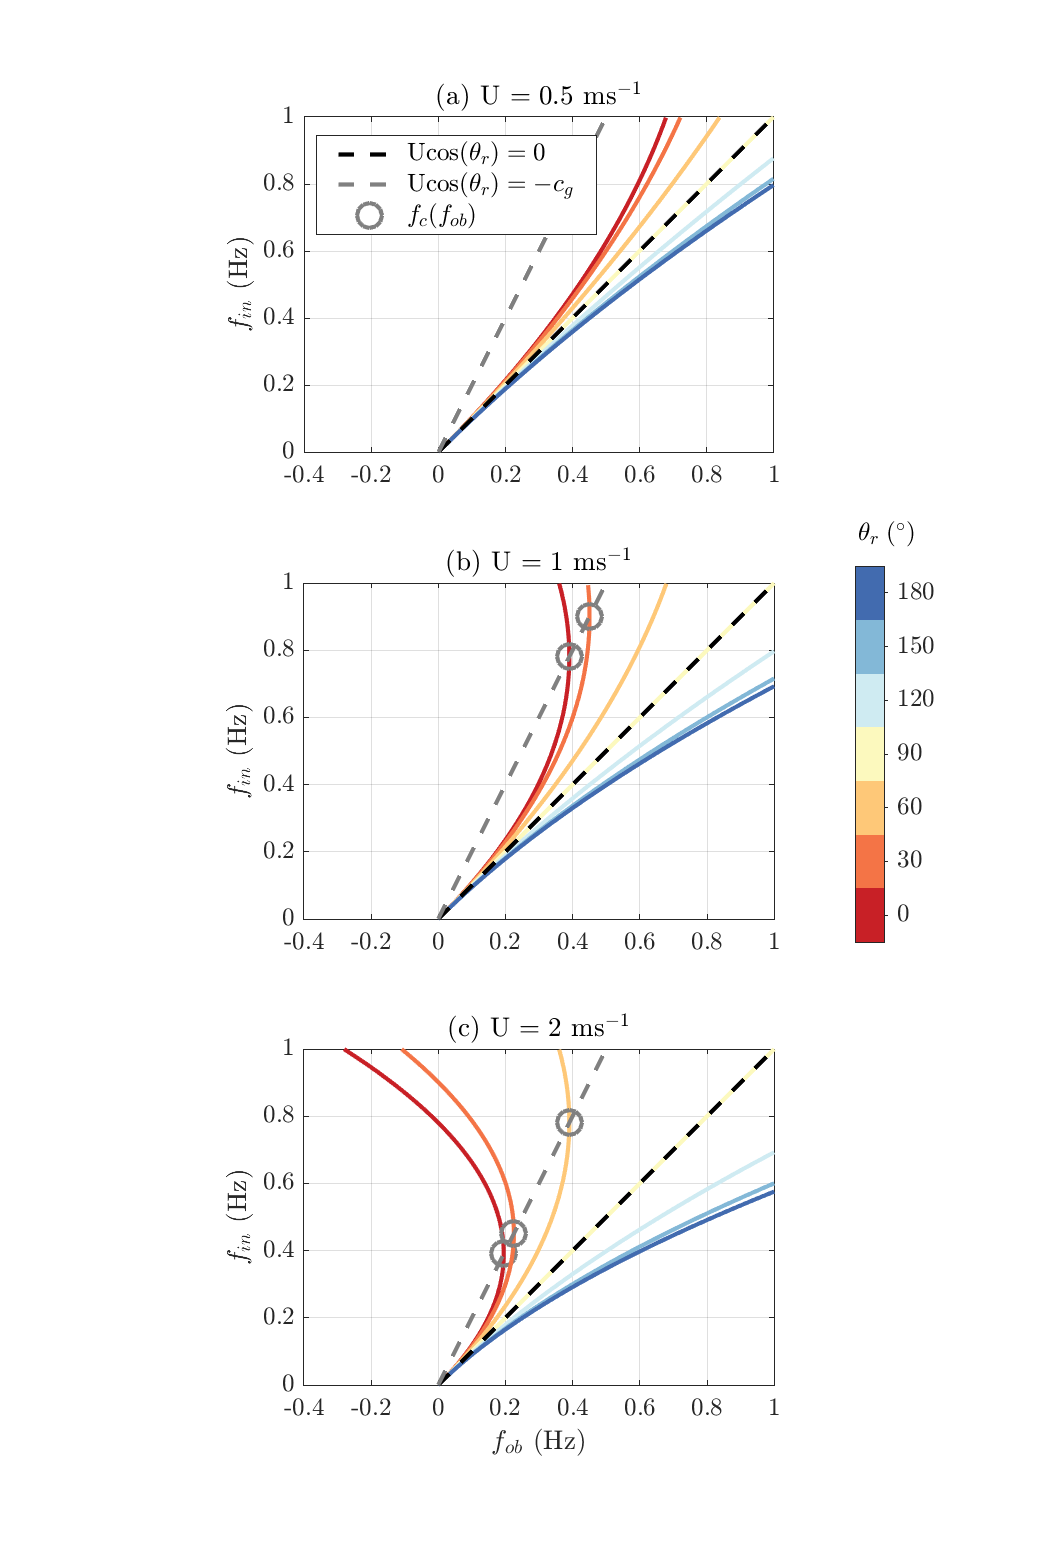 (a) U = 0.5 ms⁻¹
1
0.8
0.6
0.4
0.2
0
f_in (Hz)
Ucos(θ_r) = 0
Ucos(θ_r) = −c_g
f_c(f_ob)
-0.4 -0.2 0 0.2 0.4 0.6 0.8 1
(b) U = 1 ms⁻¹
1
0.8
0.6
0.4
0.2
0
f_in (Hz)
-0.4 -0.2 0 0.2 0.4 0.6 0.8 1
θ_r (°)
180
150
120
90
60
30
0
(c) U = 2 ms⁻¹
1
0.8
0.6
0.4
0.2
0
f_in (Hz)
-0.4 -0.2 0 0.2 0.4 0.6 0.8 1
f_ob (Hz)